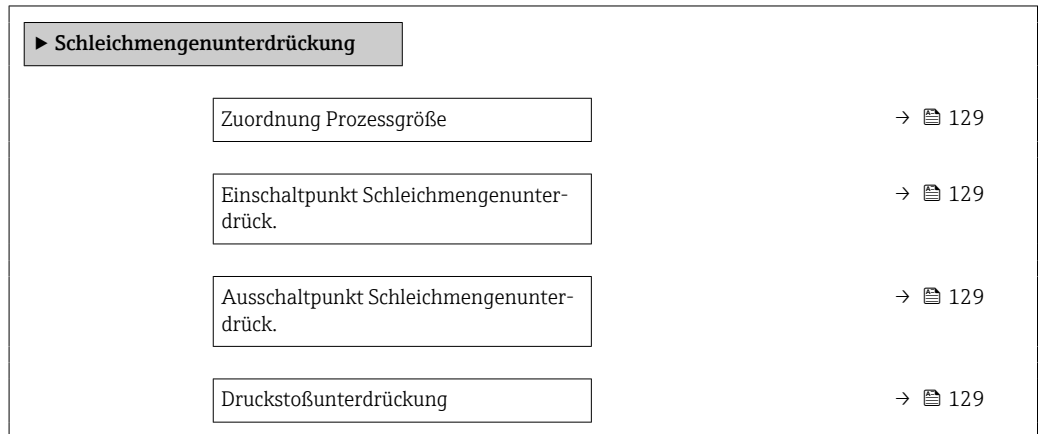 ▶ Schleichmengenunterdrückung
Zuordnung Prozessgröße → 129
Einschaltpunkt Schleichmengenunter-
drück. → 129
Ausschaltpunkt Schleichmengenunter-
drück. → 129
Druckstoßunterdrückung → 129